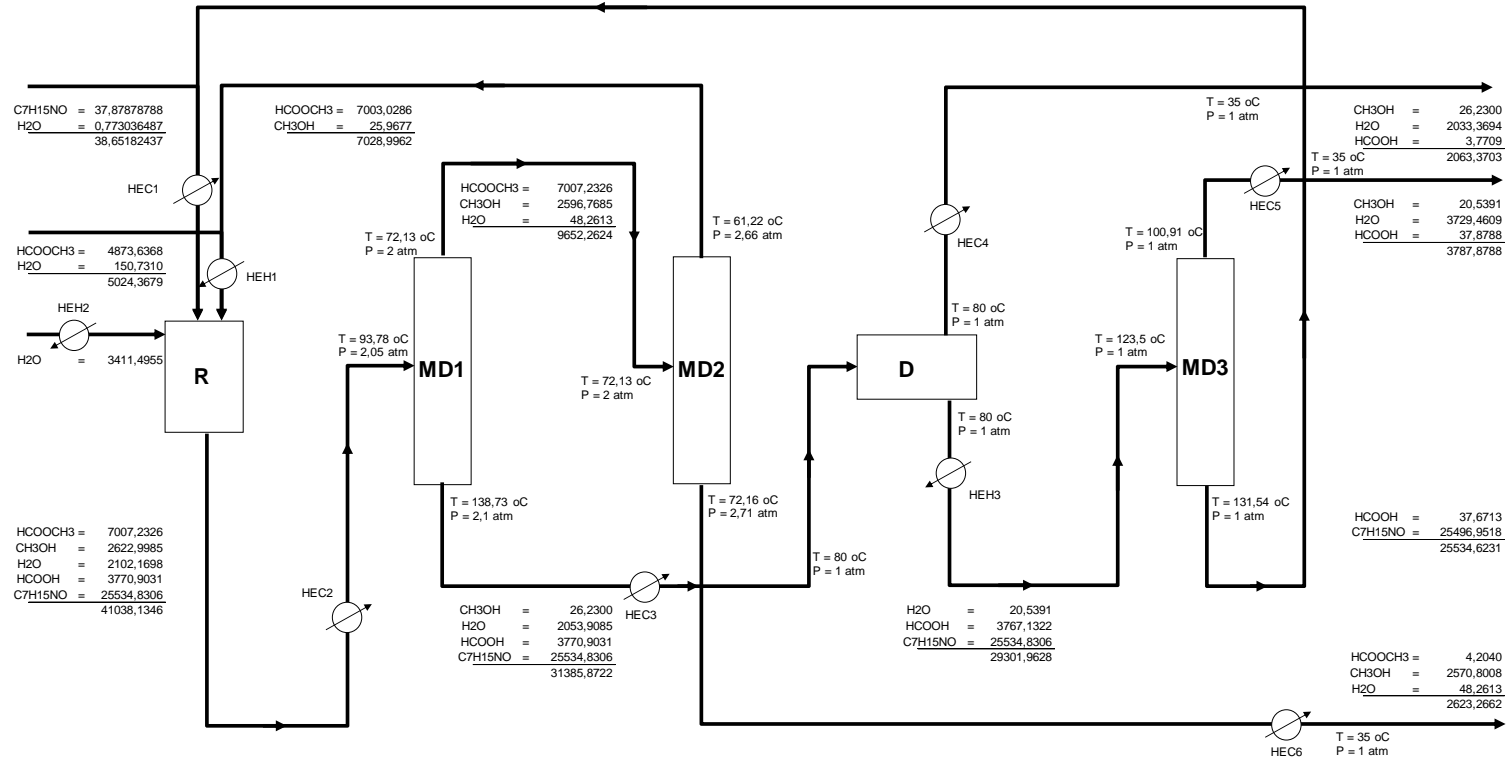 C7H15NO = 37,87878788
H2O = 0,773036487
38,65182437
HCOOCH3 = 7003,0286
CH3OH = 25,9677
7028,9962
HEC1
HCOOCH3 = 4873,6368
H2O = 150,7310
5024,3679
HEH1
HEH2
H2O = 3411,4955
R
HCOOCH3 = 7007,2326
CH3OH = 2622,9985
H2O = 2102,1698
HCOOH = 3770,9031
C7H15NO = 25534,8306
41038,1346
HEC2
T = 93,78 oC
P = 2,05 atm
MD1
T = 72,13 oC
P = 2 atm
HCOOCH3 = 7007,2326
CH3OH = 2596,7685
H2O = 48,2613
9652,2624
T = 138,73 oC
P = 2,1 atm
T = 72,13 oC
P = 2 atm
MD2
T = 61,22 oC
P = 2,66 atm
T = 72,16 oC
P = 2,71 atm
HEC3
CH3OH = 26,2300
H2O = 2053,9085
HCOOH = 3770,9031
C7H15NO = 25534,8306
31385,8722
T = 80 oC
P = 1 atm
D
HEC4
T = 80 oC
P = 1 atm
T = 80 oC
P = 1 atm
HEH3
H2O = 20,5391
HCOOH = 3767,1322
C7H15NO = 25534,8306
29301,9628
T = 123,5 oC
P = 1 atm
MD3
T = 100,91 oC
P = 1 atm
T = 131,54 oC
P = 1 atm
T = 35 oC
P = 1 atm
CH3OH = 26,2300
H2O = 2033,3694
HCOOH = 3,7709
2063,3703
T = 35 oC
P = 1 atm
HEC5
CH3OH = 20,5391
H2O = 3729,4609
HCOOH = 37,8788
3787,8788
HCOOH = 37,6713
C7H15NO = 25496,9518
25534,6231
HCOOCH3 = 4,2040
CH3OH = 2570,8008
H2O = 48,2613
2623,2662
HEC6
T = 35 oC
P = 1 atm